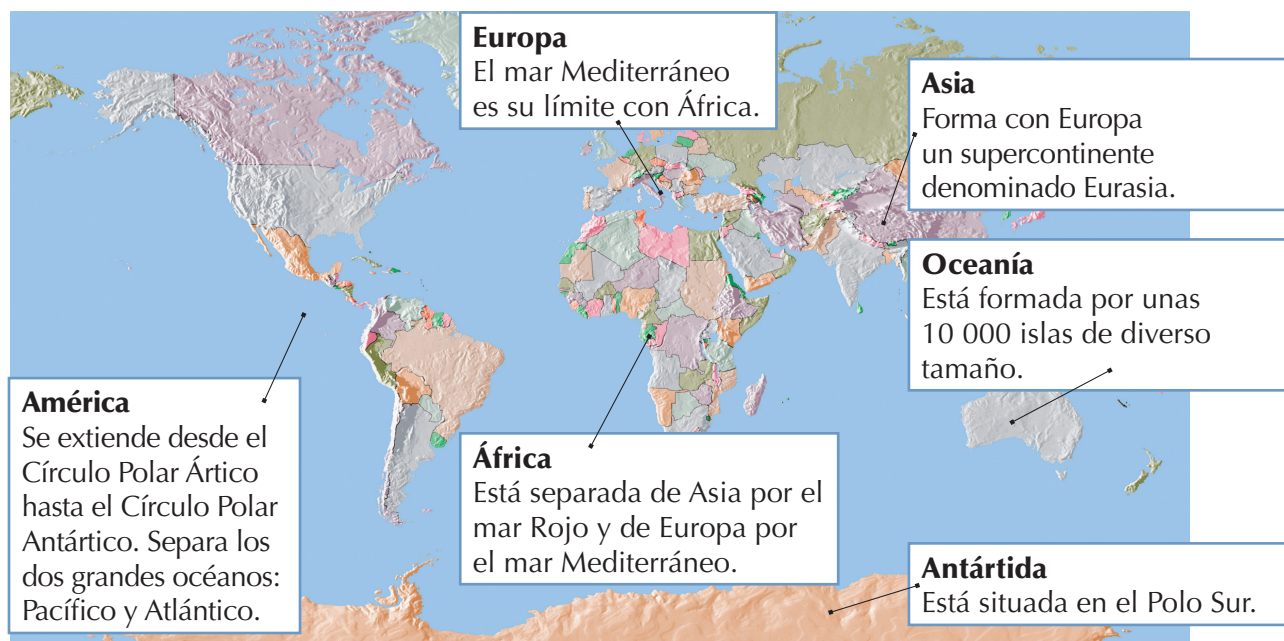 Europa
El mar Mediterráneo
es su límite con África.
Asia
Forma con Europa
un supercontinente
denominado Eurasia.
Oceanía
Está formada por unas
10 000 islas de diverso
tamaño.
América
Se extiende desde el
Círculo Polar Ártico
hasta el Círculo Polar
Antártico. Separa los
dos grandes océanos:
Pacífico y Atlántico.
África
Está separada de Asia por el
mar Rojo y de Europa por
el mar Mediterráneo.
Antártida
Está situada en el Polo Sur.